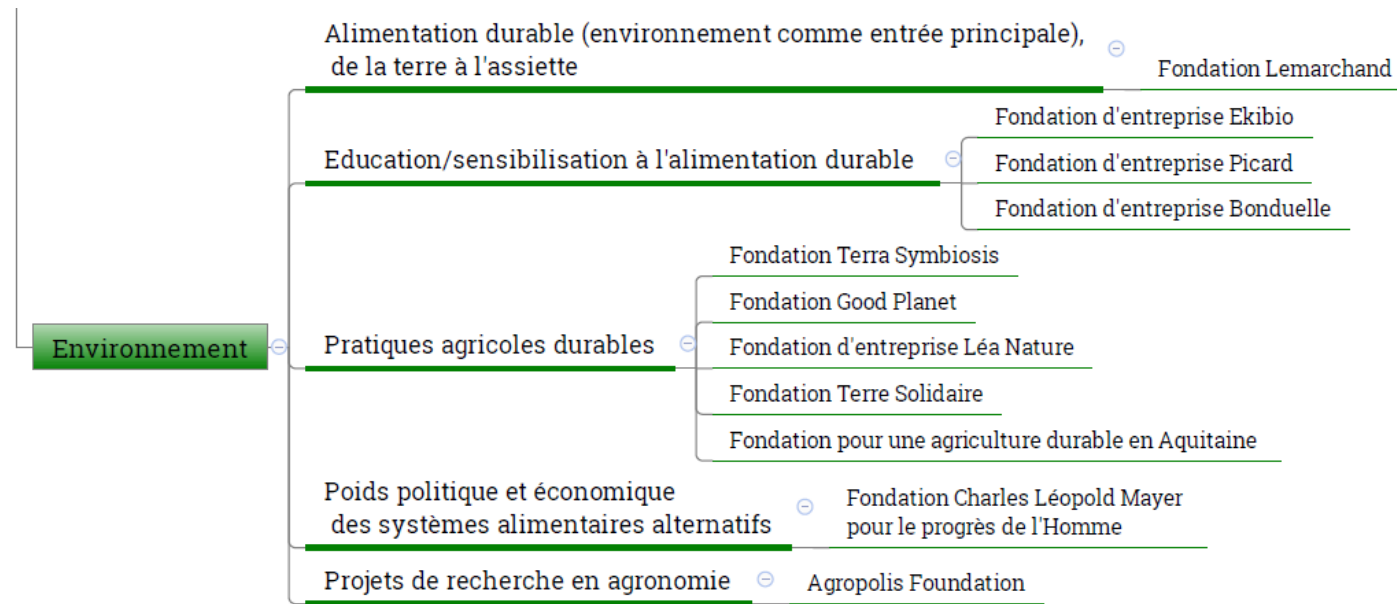 Alimentation durable (environnement comme entrée principale),
de la terre à l'assiette
Fondation Lemarchand
Education/sensibilisation à l'alimentation durable
Fondation d'entreprise Ekibio
Fondation d'entreprise Picard
Fondation d'entreprise Bonduelle
Environnement
Pratiques agricoles durables
Fondation Terra Symbiosis
Fondation Good Planet
Fondation d'entreprise Léa Nature
Fondation Terre Solidaire
Fondation pour une agriculture durable en Aquitaine
Poids politique et économique
des systèmes alimentaires alternatifs
Fondation Charles Léopold Mayer
pour le progrès de l'Homme
Projets de recherche en agronomie
Agropolis Foundation